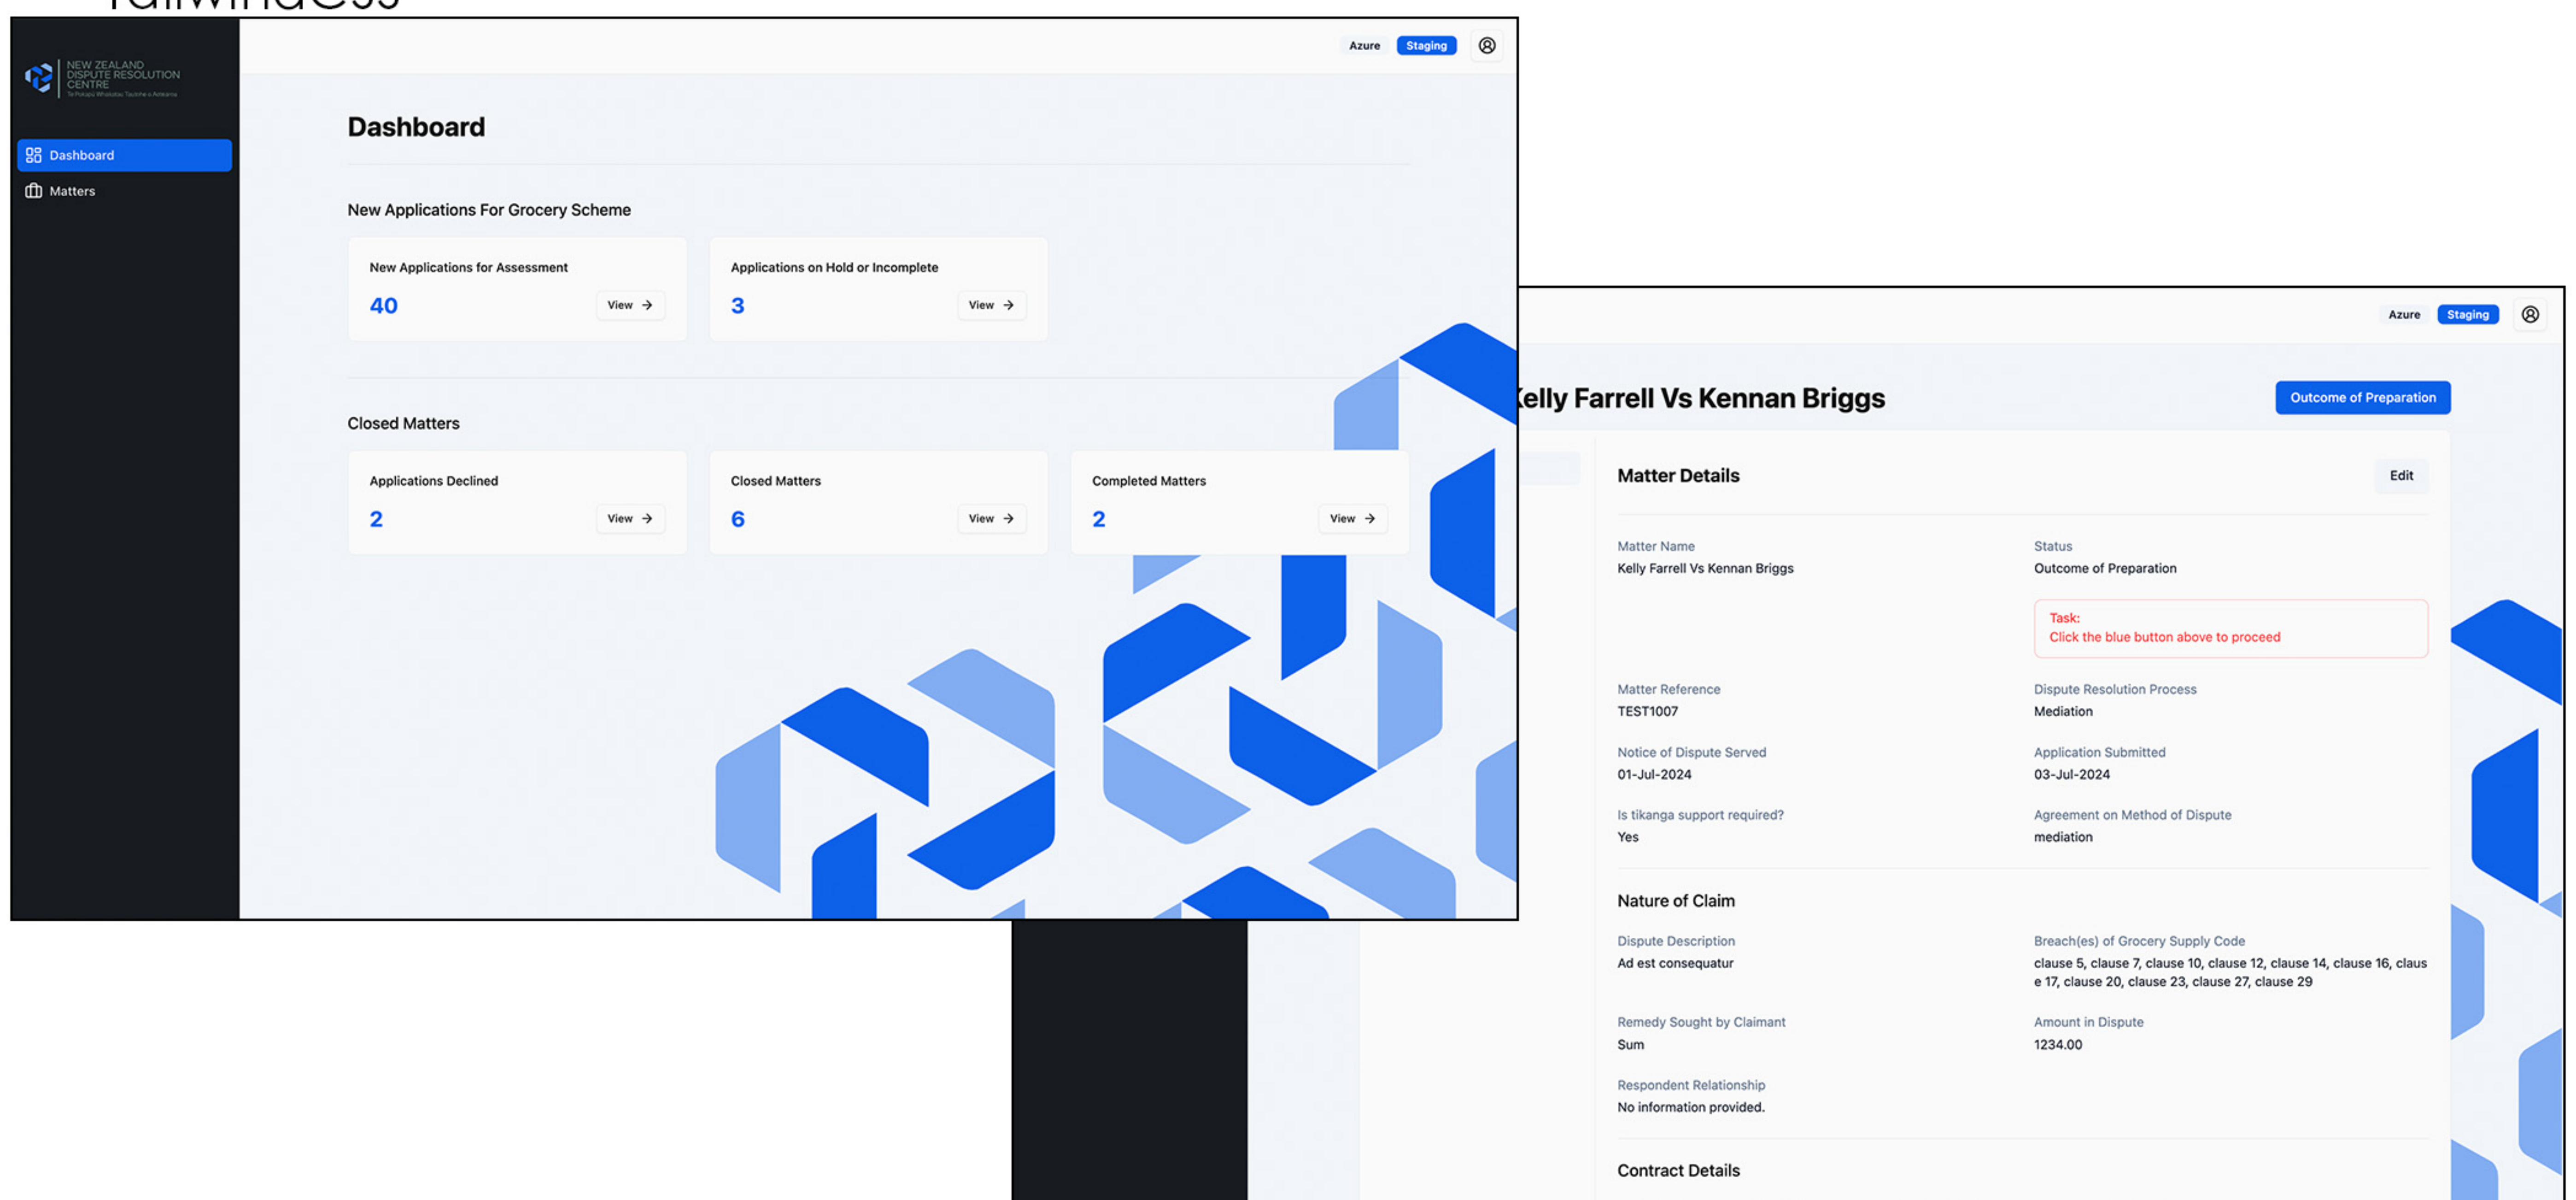 TailwindCSS
NEW ZEALAND
DISPUTE RESOLUTION
CENTRE
Dashboard
Matters
Azure
Staging
Dashboard
New Applications For Grocery Scheme
New Applications for Assessment
40
View →
Applications on Hold or Incomplete
3
View →
Closed Matters
Applications Declined
2
View →
Closed Matters
6
View →
Completed Matters
2
View →
Azure
Staging
Kelly Farrell Vs Kennan Briggs
Outcome of Preparation
Matter Details
Edit
Matter Name
Kelly Farrell Vs Kennan Briggs
Status
Outcome of Preparation
Task:
Click the blue button above to proceed
Matter Reference
TEST1007
Dispute Resolution Process
Mediation
Notice of Dispute Served
01-Jul-2024
Application Submitted
03-Jul-2024
Is tikanga support required?
Yes
Agreement on Method of Dispute
mediation
Nature of Claim
Dispute Description
Ad est consequatur
Breach(es) of Grocery Supply Code
clause 5, clause 7, clause 10, clause 12, clause 14, clause 16, claus
e 17, clause 20, clause 23, clause 27, clause 29
Remedy Sought by Claimant
Sum
Amount in Dispute
1234.00
Respondent Relationship
No information provided.
Contract Details